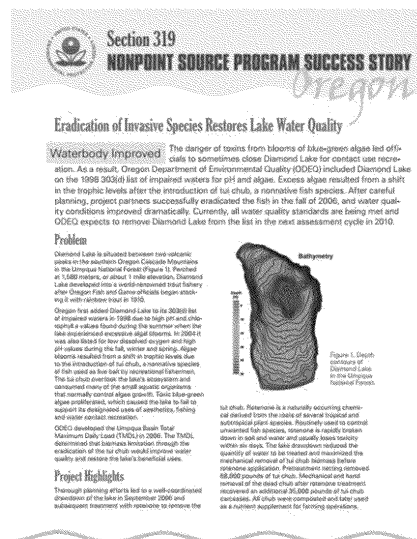 Section 319
NONPOINT SOURCE PROGRAM SUCCESS STORY
Oregon
Eradication of Invasive Species Restores Lake Water Quality
Waterbody Improved
The danger of toxins from blooms of blue-green algae led offi-
cials to sometimes close Diamond Lake for contact use recre-
ation. As a result, Oregon Department of Environmental Quality (ODEQ) included Diamond Lake
on the 1998 303(d) list of impaired waters for pH and algae. Excess algae resulted from a shift
in the trophic levels after the introduction of tui chub, a nonnative fish species. After careful
planning, project partners successfully eradicated the fish in the fall of 2006, and water qual-
ity conditions improved dramatically. Currently, all water quality standards are being met and
ODEQ expects to remove Diamond Lake from the list in the next assessment cycle in 2010.
Problem
Diamond Lake is situated between two volcanic
peaks in the southern Oregon Cascade Mountains
in the Umpqua National Forest (Figure 1). Perched
at 1,580 meters, or about 1 mile elevation, Diamond
Lake developed into a world-renowned trout fishery
after Oregon Fish and Game officials began stock-
ing it with rainbow trout in 1910.
Oregon first added Diamond Lake to its 303(d) list
of impaired waters in 1998 due to high pH and chlo-
rophyll a values found during the summer when the
lake experienced excessive algal blooms. In 2004 it
was also listed for low dissolved oxygen and high
pH values during the fall, winter and spring. Algae
blooms resulted from a shift in trophic levels due
to the introduction of tui chub, a nonnative species
of fish used as live bait by recreational fishermen.
The tui chub overtook the lake's ecosystem and
consumed many of the small aquatic organisms
that normally control algae growth. Toxic blue-green
algae proliferated, which caused the lake to fail to
support its designated uses of aesthetics, fishing
and water contact recreation.
ODEQ developed the Umpqua Basin Total
Maximum Daily Load (TMDL) in 2006. The TMDL
determined that biomass limitation through the
eradication of the tui chub would improve water
quality and restore the lake's beneficial uses.
Project Highlights
Thorough planning efforts led to a well-coordinated
drawdown of the lake in September 2006 and
subsequent treatment with rotenone to remove the
Bathymetry
Figure 1. Depth
contours of
Diamond Lake
in the Umpqua
National Forest.
tui chub. Rotenone is a naturally occurring chemi-
cal derived from the roots of several tropical and
subtropical plant species. Routinely used to control
unwanted fish species, rotenone is rapidly broken
down in soil and water and usually loses toxicity
within six days. The lake drawdown reduced the
quantity of water to be treated and maximized the
mechanical removal of tui chub biomass before
rotenone application. Pretreatment netting removed
68,000 pounds of tui chub. Mechanical and hand
removal of the dead chub after rotenone treatment
recovered an additional 35,000 pounds of tui chub
carcasses. All chub were composted and later used
as a nutrient supplement for farming operations.